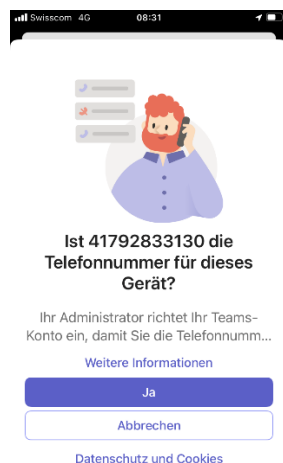 Swisscom 4G 08:31
Ist 41792833130 die
Telefonnummer für dieses
Gerät?
Ihr Administrator richtet Ihr Teams-
Konto ein, damit Sie die Telefonnumm...
Weitere Informationen
Ja
Abbrechen
Datenschutz und Cookies